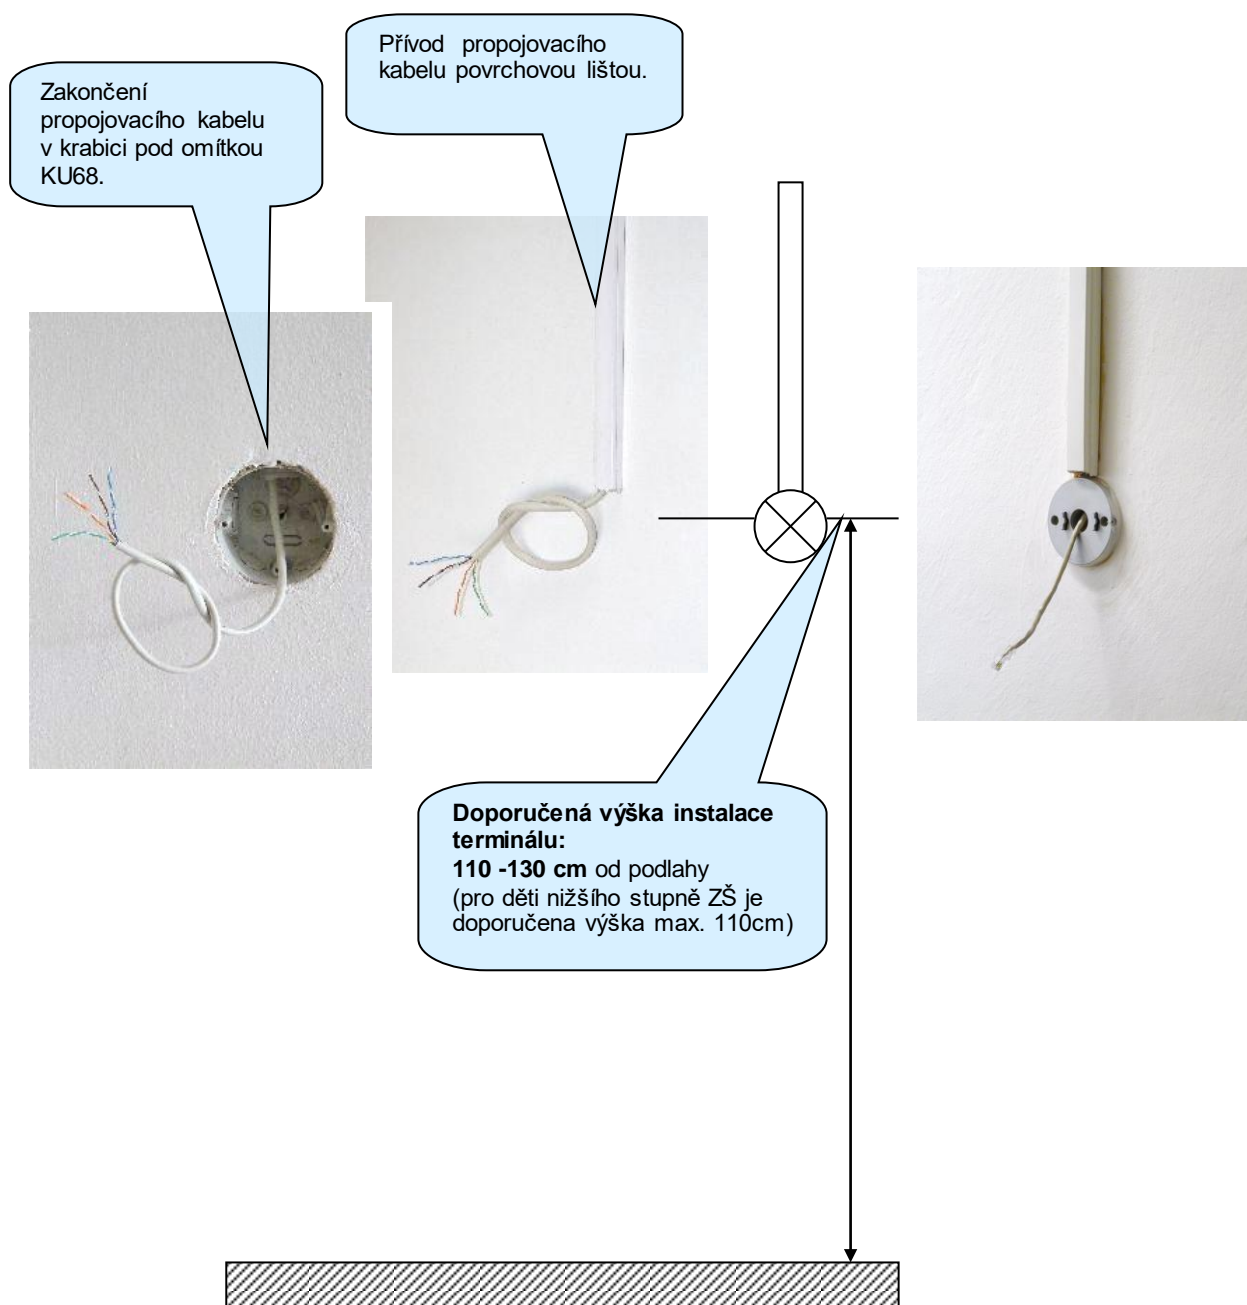 Přívod propojovacího
kabelu povrchovou lištou.
Zakončení
propojovacího kabelu
v krabici pod omítkou
KU68.
Doporučená výška instalace
terminálu:
110 -130 cm od podlahy
(pro děti nižšího stupně ZŠ je
doporučena výška max. 110cm)